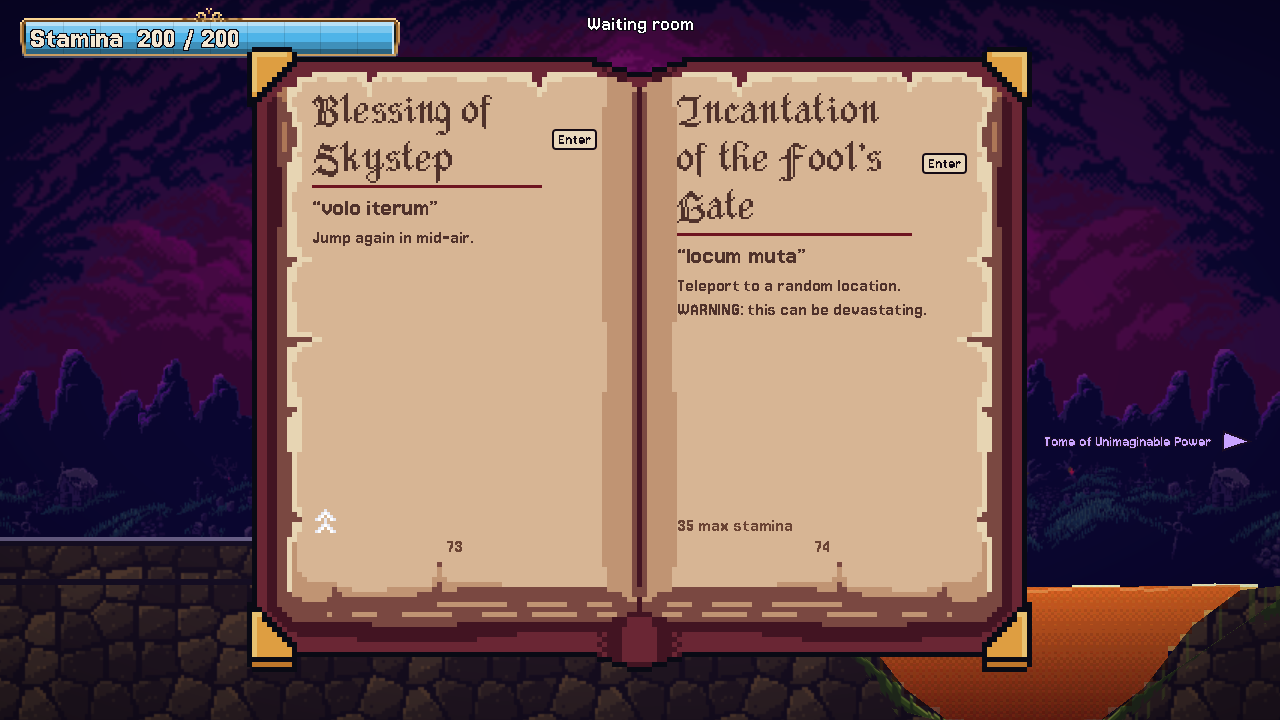 Stamina 200 / 200
Waiting room
Blessing of
Skystep
Enter
“volo iterum”
Jump again in mid-air.
73
Incantation
of the Fool's
Gate
Enter
“locum muta”
Teleport to a random location.
WARNING: this can be devastating.
35 max stamina
74
Tome of Unimaginable Power